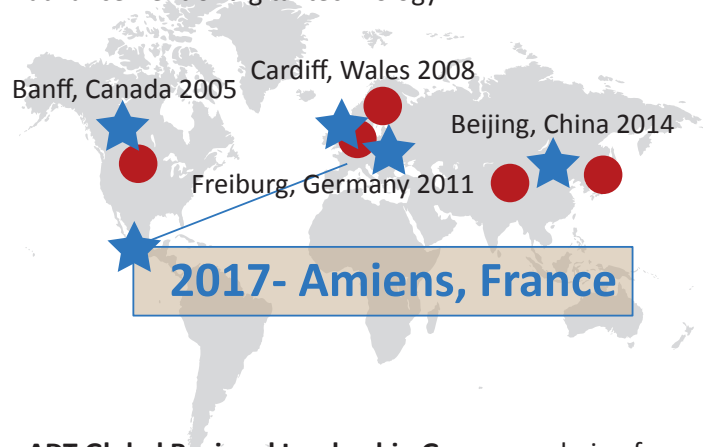 Cardiff, Wales 2008
Banff, Canada 2005
Beijing, China 2014
Freiburg, Germany 2011
2017- Amiens, France